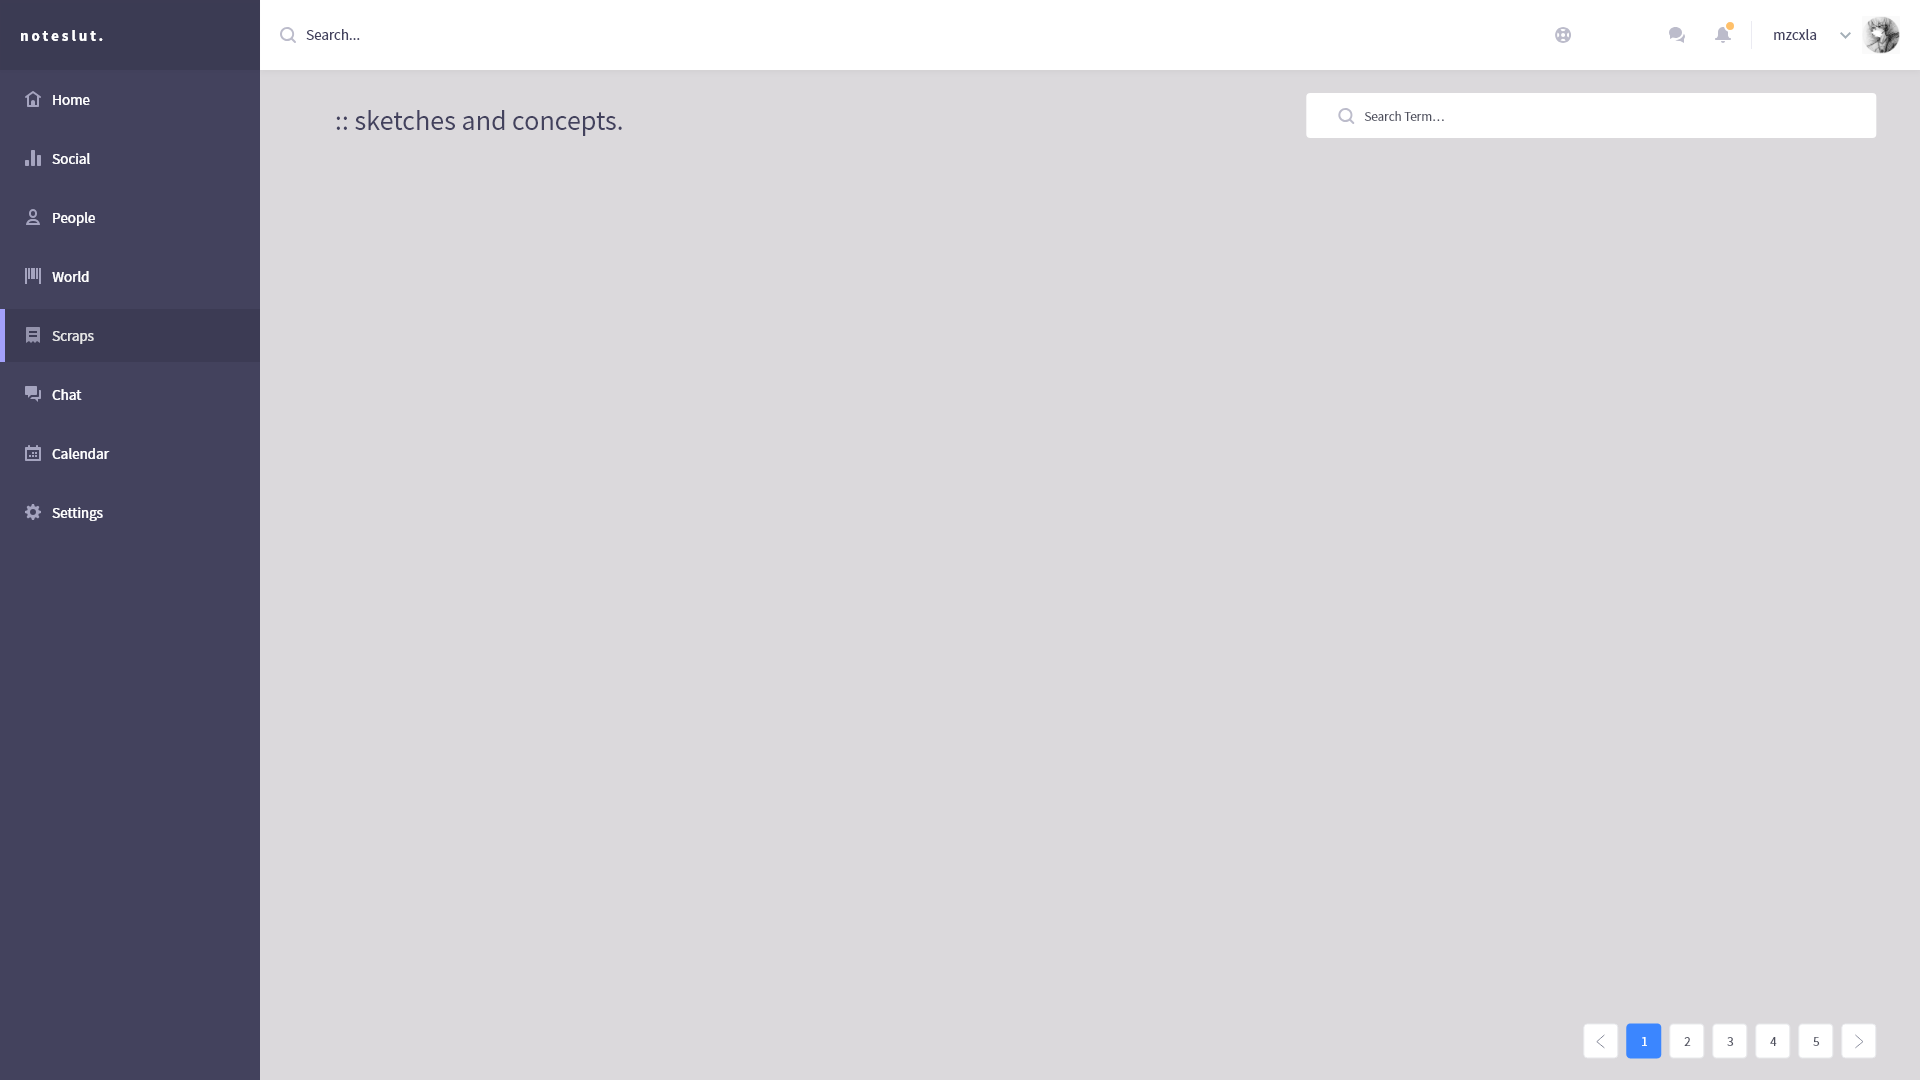 noteslut.
Search...
mzcxla
Home
Social
People
World
Scraps
Chat
Calendar
Settings
:: sketches and concepts.
Search Term...
1 2 3 4 5